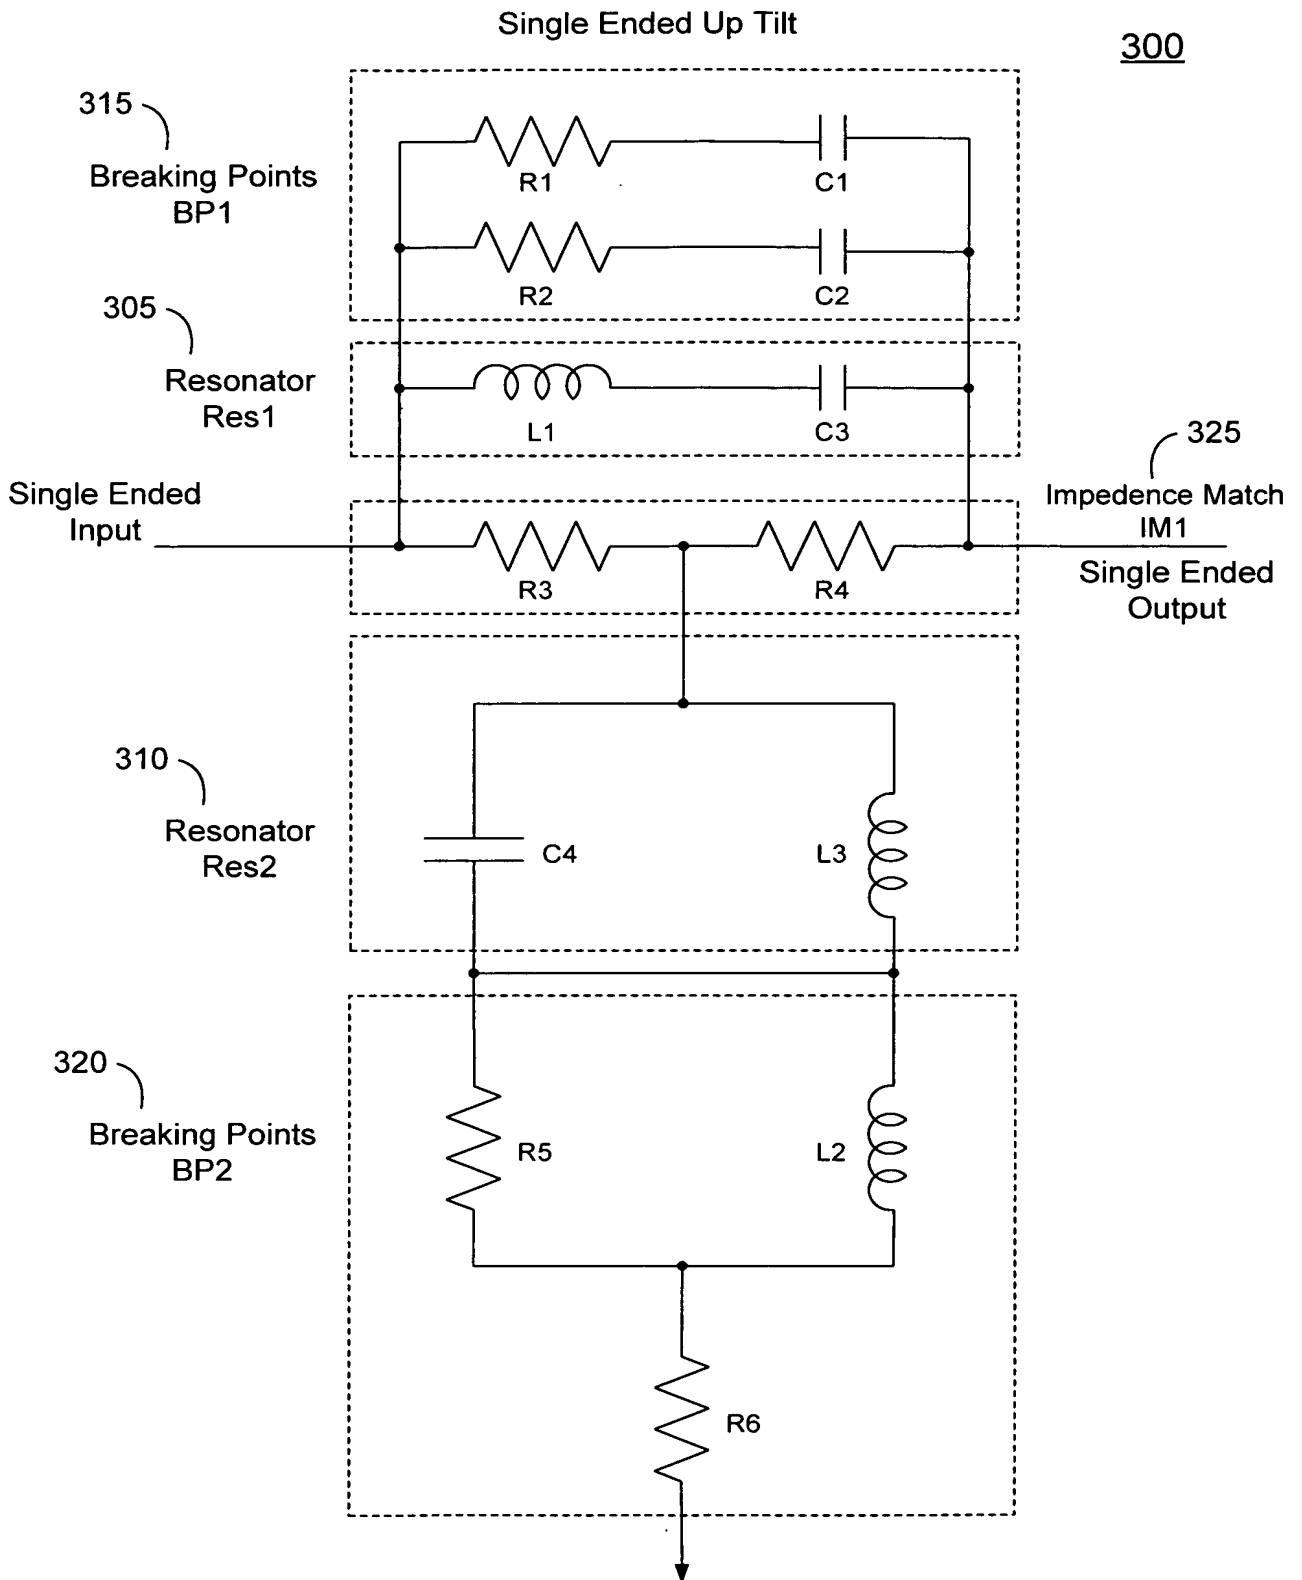 Single Ended Up Tilt
300
315
Breaking Points
BP1
R1
C1
R2
C2
305
Resonator
Res1
L1
C3
325
Impedence Match
IM1
Single Ended
Input
R3
R4
Single Ended
Output
310
Resonator
Res2
C4
L3
320
Breaking Points
BP2
R5
L2
R6